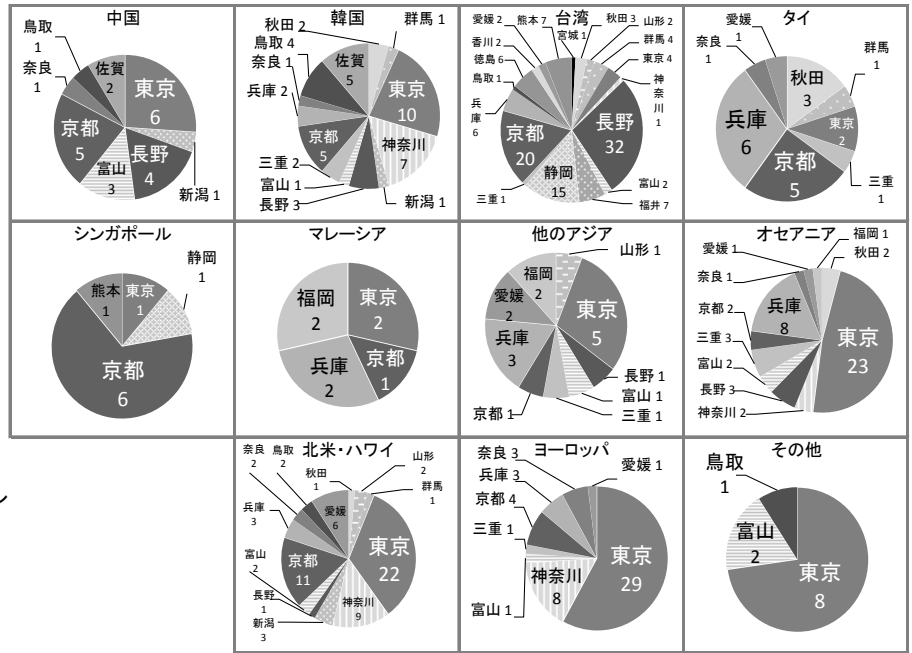 中国
鳥取
1
奈良
1
佐賀
2
東京
6
京都
5
富山
3
長野
4
新潟 1
韓国
秋田 2
群馬
1
鳥取 4
奈良 1
兵庫 2
佐賀
5
東京
10
京都
5
神奈川
7
三重 2
富山 1
長野 3
新潟 1
台湾
愛媛 2
熊本 7
宮城 1
秋田 3
山形 2
香川 2
群馬 4
徳島 6
東京 4
鳥取 1
神
奈
川
1
兵
庫
6
長野
32
京都
20
静岡
15
三重 1
富山 2
福井 7
タイ
愛媛
1
奈良
1
群馬
1
秋田
3
東京
2
兵庫
6
京都
5
三重
1
シンガポール
静岡
1
熊本
1
東京
1
京都
6
マレーシア
福岡
2
東京
2
兵庫
2
京都
1
他のアジア
山形 1
福岡
2
愛媛
2
東京
5
兵庫
3
長野 1
富山 1
京都 1
三重 1
オセアニア
福岡 1
愛媛 1
秋田 2
奈良 1
兵庫
8
京都 2
東京
23
三重 3
富山 2
長野 3
神奈川 2
ン
北米・ハワイ
奈良
2
鳥取
2
秋田
1
山形
2
群馬
1
兵庫
3
愛媛
6
東京
22
京都
11
富山
2
長野
1
神奈川
9
新潟
3
ヨーロッパ
奈良 3
愛媛 1
兵庫 3
京都 4
三重 1
東京
29
神奈川
8
富山 1
その他
鳥取
1
富山
2
東京
8